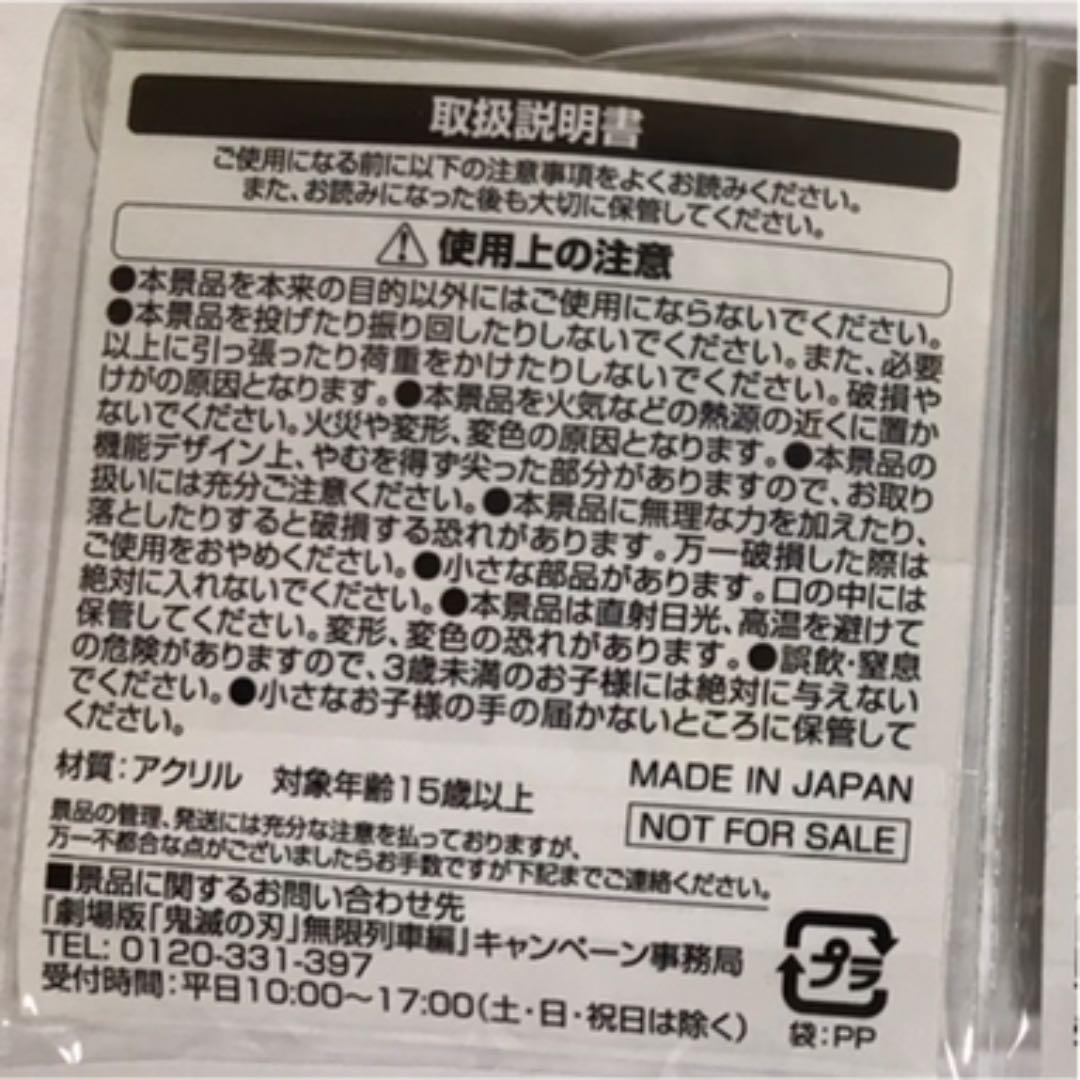 取扱説明書
ご使用になる前に以下の注意事項をよくお読みください。
また、お読みになった後も大切に保管してください。
⚠使用上の注意
●本景品を本来の目的以外にはご使用にならないでください。
●本景品を投げたり振り回したりしないでください。また、必要
以上に引っ張ったり荷重をかけたりしないでください。破損や
けがの原因となります。●本景品を火気などの熱源の近くに置か
ないでください。火災や変形、変色の原因となります。●本景品の
機能デザイン上、やむを得ず尖った部分がありますので、お取り
扱いには充分ご注意ください。●本景品に無理な力を加えたり、
落としたりすると破損する恐れがあります。万一破損した際は
ご使用をおやめください。●小さな部品があります。口の中には
絶対に入れないでください。●本景品は直射日光、高温を避けて
保管してください。変形、変色の恐れがあります。●誤飲・窒息
の危険がありますので、3歳未満のお子様には絶対に与えない
でください。●小さなお子様の手の届かないところに保管して
ください。
材質：アクリル 対象年齢15歳以上
MADE IN JAPAN
NOT FOR SALE
景品の管理、発送には充分な注意を払っておりますが、
万一不都合な点がございましたらお手数ですが下記までご連絡ください。
■景品に関するお問い合わせ先
「劇場版「鬼滅の刃」無限列車編」キャンペーン事務局
TEL: 0120-331-397
受付時間：平日10:00～17:00（土・日・祝日は除く）
プラ
袋：PP